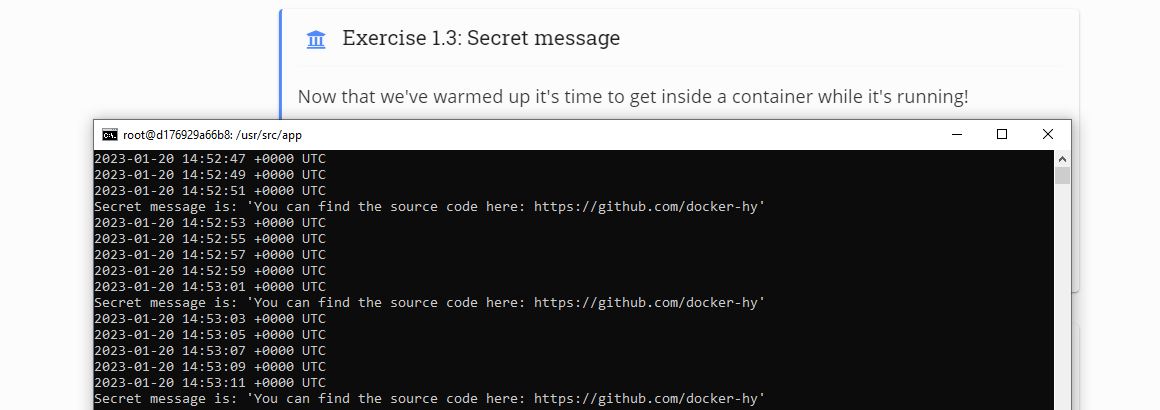 Exercise 1.3: Secret message
Now that we've warmed up it's time to get inside a container while it's running!
root@d176929a66b8: /usr/src/app
2023-01-20 14:52:47 +0000 UTC
2023-01-20 14:52:49 +0000 UTC
2023-01-20 14:52:51 +0000 UTC
Secret message is: 'You can find the source code here: https://github.com/docker-hy'
2023-01-20 14:52:53 +0000 UTC
2023-01-20 14:52:55 +0000 UTC
2023-01-20 14:52:57 +0000 UTC
2023-01-20 14:52:59 +0000 UTC
2023-01-20 14:53:01 +0000 UTC
Secret message is: 'You can find the source code here: https://github.com/docker-hy'
2023-01-20 14:53:03 +0000 UTC
2023-01-20 14:53:05 +0000 UTC
2023-01-20 14:53:07 +0000 UTC
2023-01-20 14:53:09 +0000 UTC
2023-01-20 14:53:11 +0000 UTC
Secret message is: 'You can find the source code here: https://github.com/docker-hy'